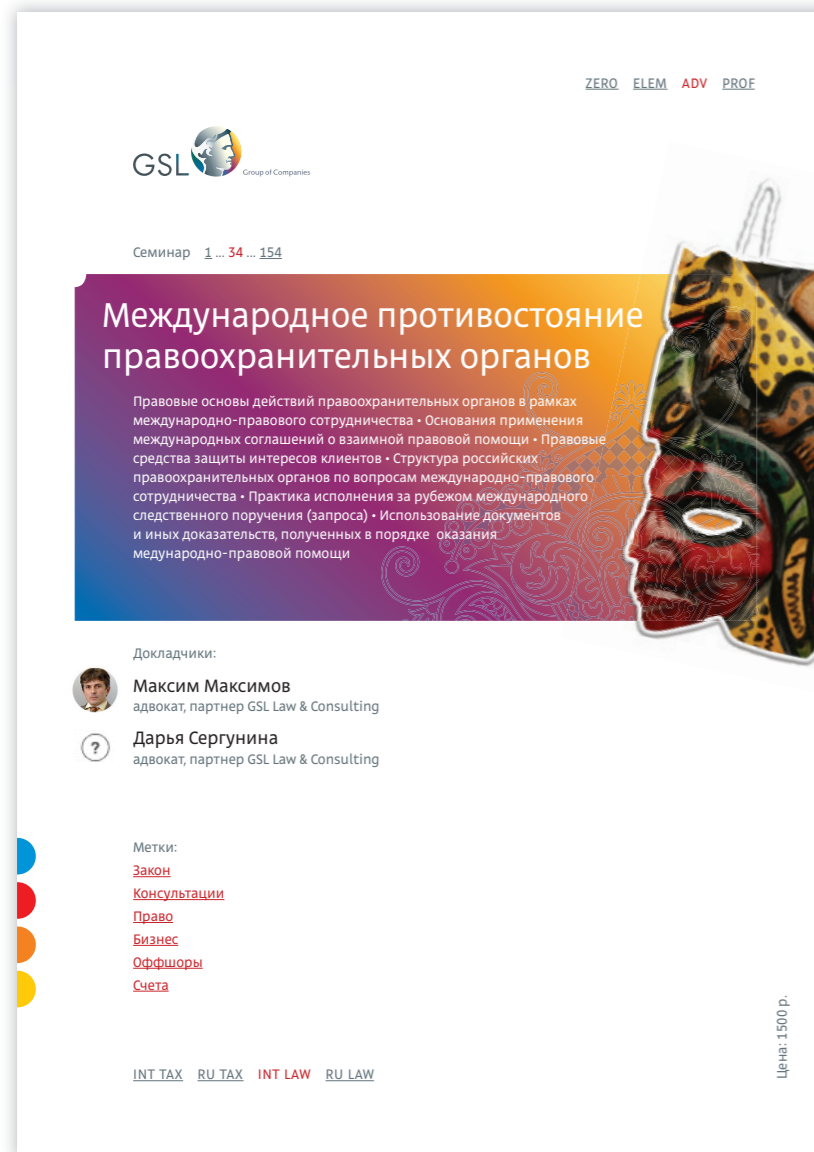 ZERO ELEM ADV PROF
GSL
Group of Companies
Семинар 1 ... 34 ... 154
Международное противостояние
правоохранительных органов
Правовые основы действий правоохранительных органов в рамках
международно-правового сотрудничества • Основания применения
международных соглашений о взаимной правовой помощи • Правовые
средства защиты интересов клиентов • Структура российских
правоохранительных органов по вопросам международно-правового
сотрудничества • Практика исполнения за рубежом международного
следственного поручения (запроса) • Использование документов
и иных доказательств, полученных в порядке оказания
медународно-правовой помощи
Докладчики:
Максим Максимов
адвокат, партнер GSL Law & Consulting
?
Дарья Сергунина
адвокат, партнер GSL Law & Consulting
Метки:
Закон
Консультации
Право
Бизнес
Оффшоры
Счета
Цена: 1500 р.
INT TAX RU TAX INT LAW RU LAW